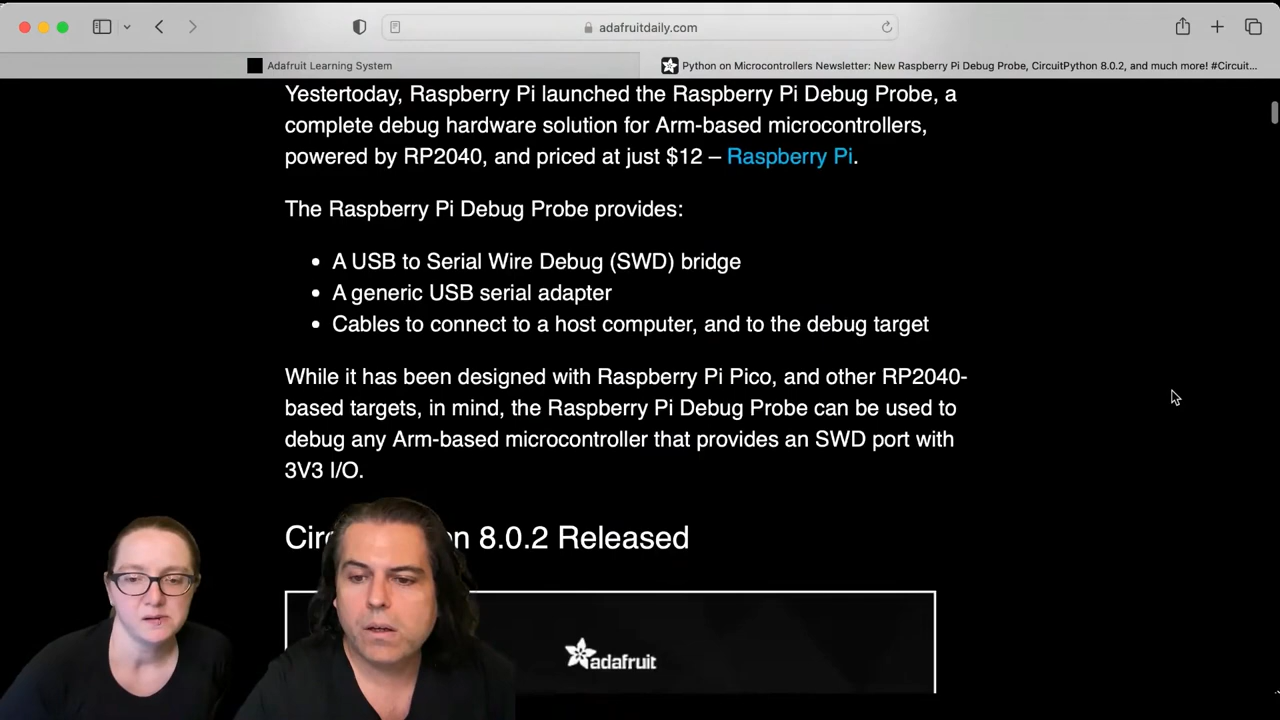 adafruitdaily.com
Adafruit Learning System
Python on Microcontrollers Newsletter: New Raspberry Pi Debug Probe, CircuitPython 8.0.2, and much more! #Circuit...
Yestertoday, Raspberry Pi launched the Raspberry Pi Debug Probe, a
complete debug hardware solution for Arm-based microcontrollers,
powered by RP2040, and priced at just $12 – Raspberry Pi.
The Raspberry Pi Debug Probe provides:
• A USB to Serial Wire Debug (SWD) bridge
• A generic USB serial adapter
• Cables to connect to a host computer, and to the debug target
While it has been designed with Raspberry Pi Pico, and other RP2040-
based targets, in mind, the Raspberry Pi Debug Probe can be used to
debug any Arm-based microcontroller that provides an SWD port with
3V3 I/O.
8.0.2 Released
adafruit